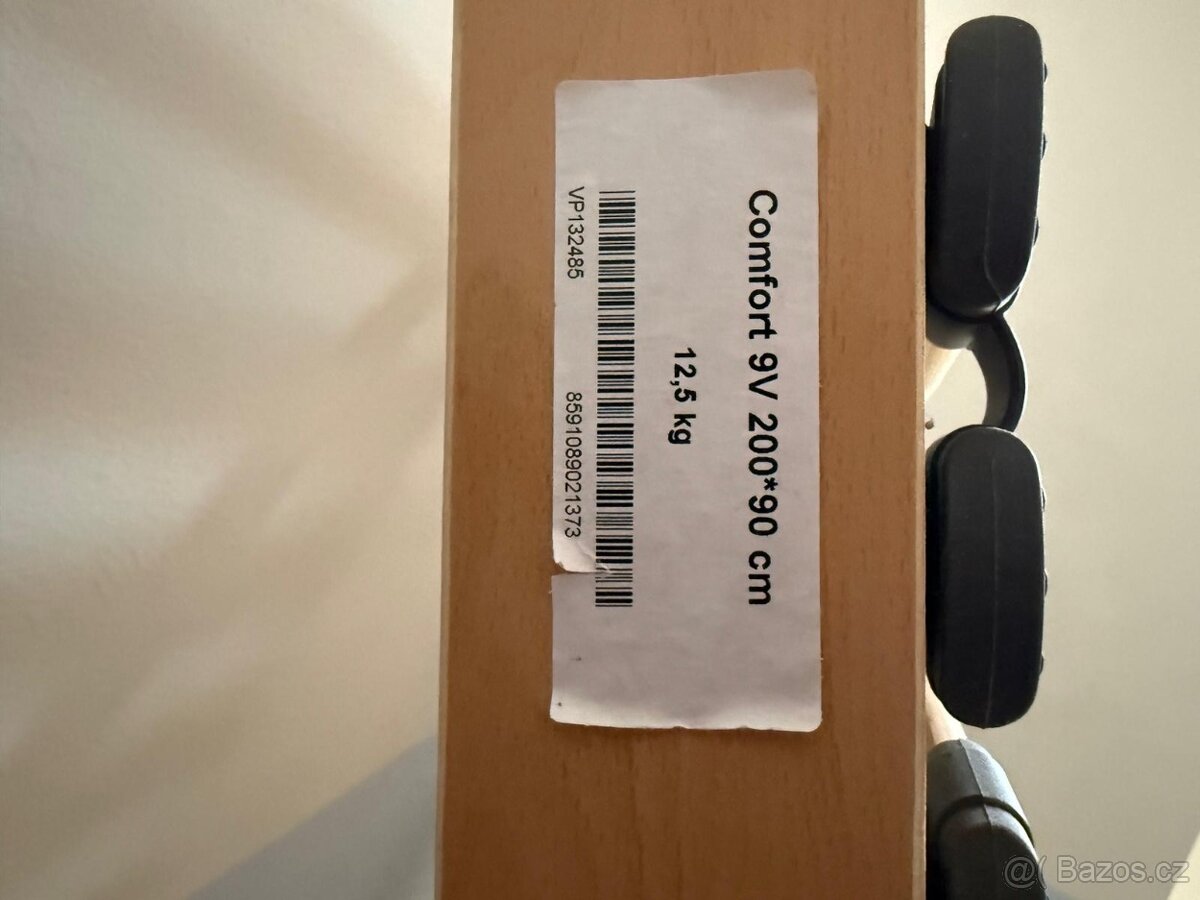 Comfort 9V 200*90 cm
12,5 kg
VP132485 8591089021373
@( Bazos.cz